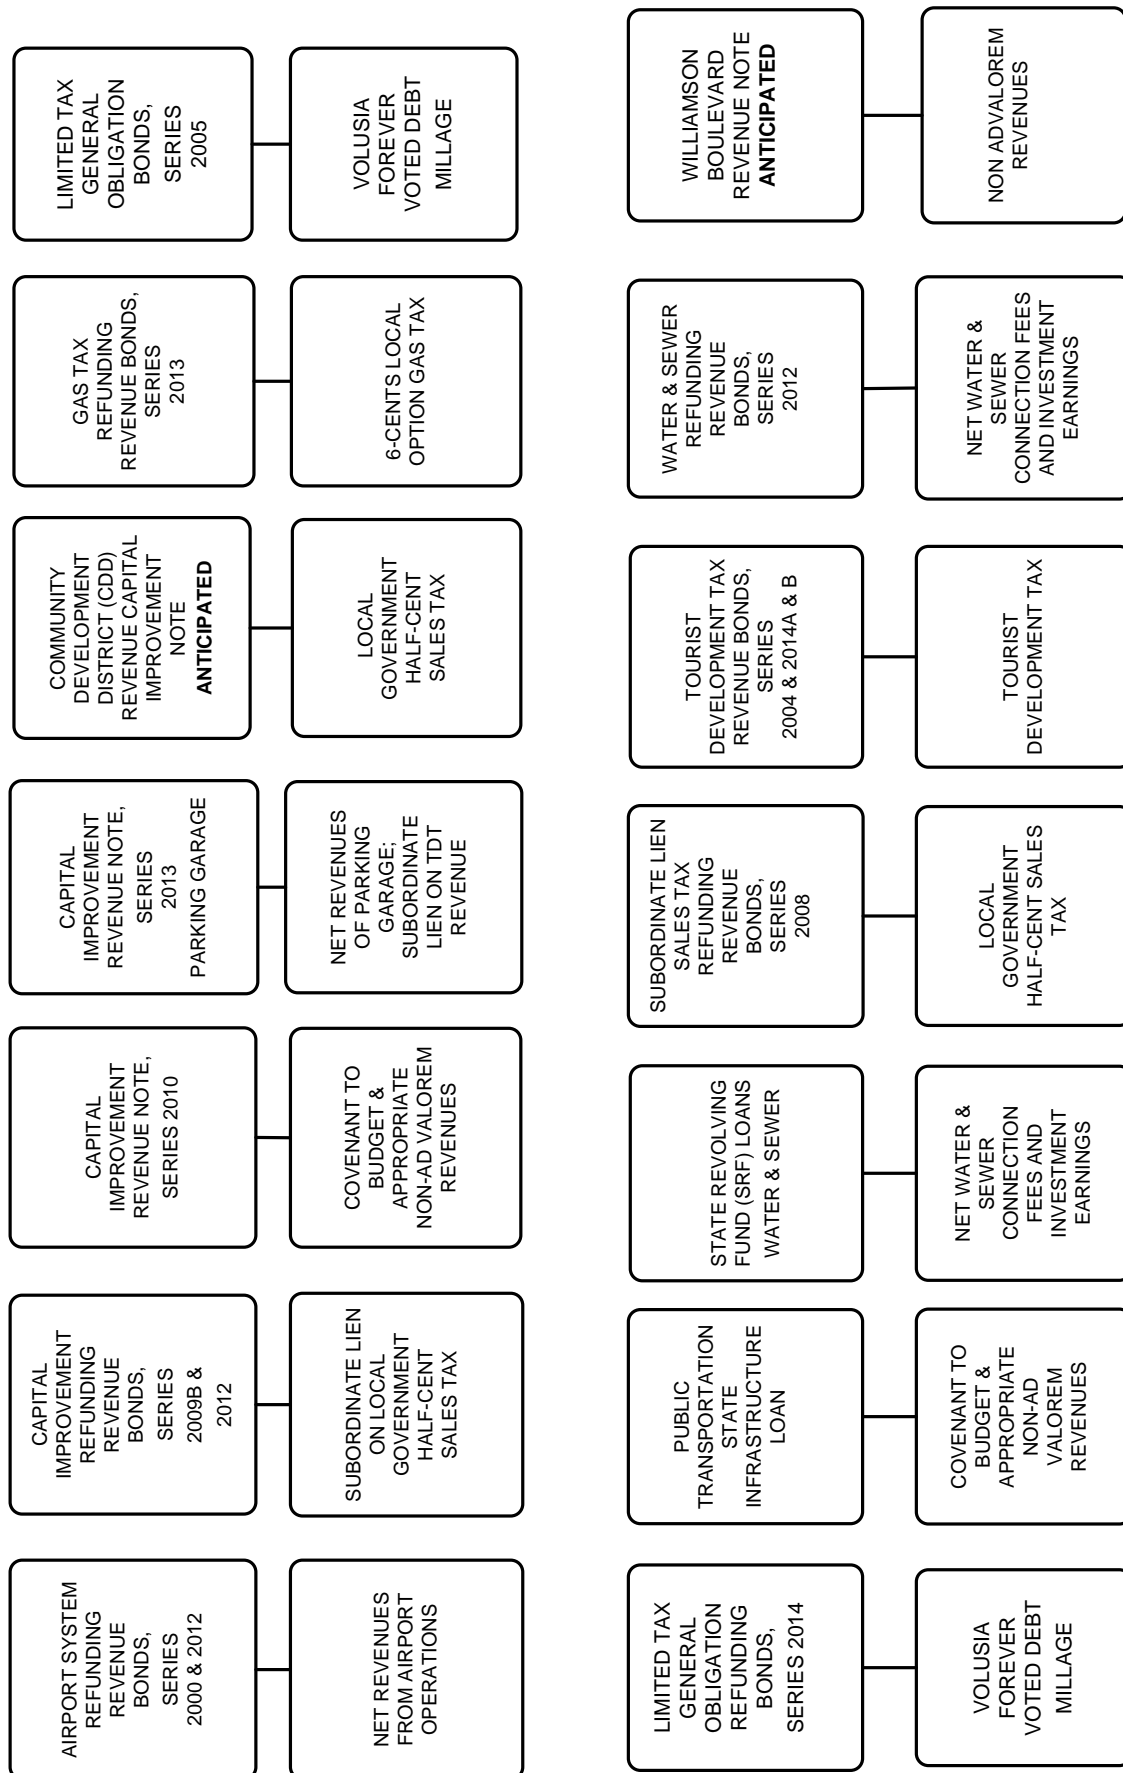 AIRPORT SYSTEM
REFUNDING
REVENUE
BONDS,
SERIES
2000 & 2012
NET REVENUES
FROM AIRPORT
OPERATIONS
CAPITAL
IMPROVEMENT
REFUNDING
REVENUE
BONDS,
SERIES
2009B &
2012
SUBORDINATE LIEN
ON LOCAL
GOVERNMENT
HALF-CENT
SALES TAX
CAPITAL
IMPROVEMENT
REVENUE NOTE,
SERIES 2010
COVENANT TO
BUDGET &
APPROPRIATE
NON-AD VALOREM
REVENUES
CAPITAL
IMPROVEMENT
REVENUE NOTE,
SERIES
2013
PARKING GARAGE
NET REVENUES
OF PARKING
GARAGE;
SUBORDINATE
LIEN ON TDT
REVENUE
COMMUNITY
DEVELOPMENT
DISTRICT (CDD)
REVENUE CAPITAL
IMPROVEMENT
NOTE
ANTICIPATED
LOCAL
GOVERNMENT
HALF-CENT
SALES TAX
GAS TAX
REFUNDING
REVENUE BONDS,
SERIES
2013
6-CENTS LOCAL
OPTION GAS TAX
LIMITED TAX
GENERAL
OBLIGATION
BONDS,
SERIES
2005
VOLUSIA
FOREVER
VOTED DEBT
MILLAGE
LIMITED TAX
GENERAL
OBLIGATION
REFUNDING
BONDS,
SERIES 2014
VOLUSIA
FOREVER
VOTED DEBT
MILLAGE
PUBLIC
TRANSPORTATION
STATE
INFRASTRUCTURE
LOAN
COVENANT TO
BUDGET &
APPROPRIATE
NON-AD
VALOREM
REVENUES
STATE REVOLVING
FUND (SRF) LOANS
WATER & SEWER
NET WATER &
SEWER
CONNECTION
FEES AND
INVESTMENT
EARNINGS
SUBORDINATE LIEN
SALES TAX
REFUNDING
REVENUE
BONDS,
SERIES
2008
LOCAL
GOVERNMENT
HALF-CENT SALES
TAX
TOURIST
DEVELOPMENT TAX
REVENUE BONDS,
SERIES
2004 & 2014A & B
TOURIST
DEVELOPMENT TAX
WATER & SEWER
REFUNDING
REVENUE
BONDS,
SERIES
2012
NET WATER &
SEWER
CONNECTION FEES
AND INVESTMENT
EARNINGS
WILLIAMSON
BOULEVARD
REVENUE NOTE
ANTICIPATED
NON ADVALOREM
REVENUES